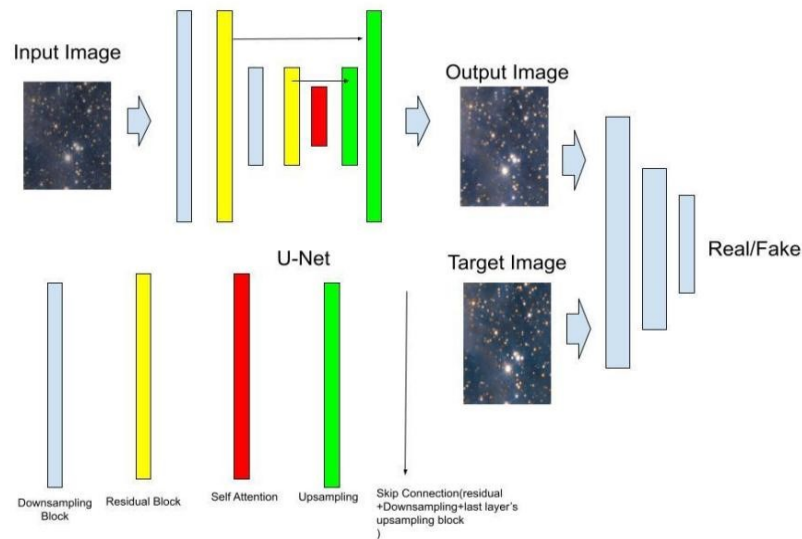 Input Image
Output Image
U-Net
Target Image
Real/Fake
Downsampling
Block
Residual Block
Self Attention
Upsampling
Skip Connection(residual
+Downsampling+last layer's
upsampling block
)